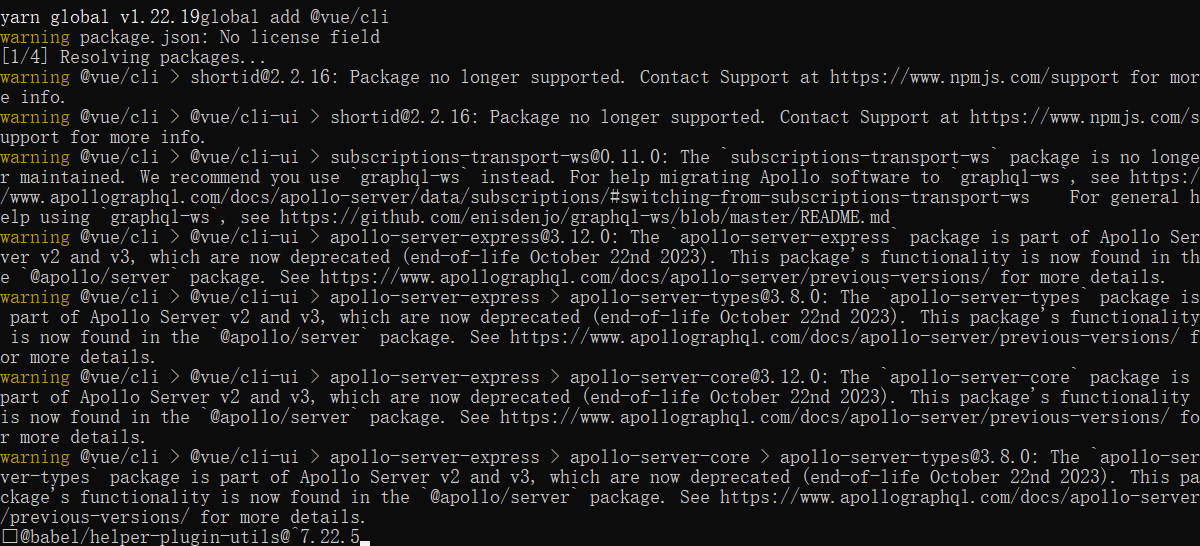 yarn global v1.22.19global add @vue/cli
warning package.json: No license field
[1/4] Resolving packages...
warning @vue/cli > shortid@2.2.16: Package no longer supported. Contact Support at https://www.npmjs.com/support for mor
e info.
warning @vue/cli > @vue/cli-ui > shortid@2.2.16: Package no longer supported. Contact Support at https://www.npmjs.com/s
upport for more info.
warning @vue/cli > @vue/cli-ui > subscriptions-transport-ws@0.11.0: The `subscriptions-transport-ws` package is no longe
r maintained. We recommend you use `graphql-ws` instead. For help migrating Apollo software to `graphql-ws`, see https:/
/www.apollographql.com/docs/apollo-server/data/subscriptions/#switching-from-subscriptions-transport-ws    For general h
elp using `graphql-ws`, see https://github.com/enisdenjo/graphql-ws/blob/master/README.md
warning @vue/cli > @vue/cli-ui > apollo-server-express@3.12.0: The `apollo-server-express` package is part of Apollo Ser
ver v2 and v3, which are now deprecated (end-of-life October 22nd 2023). This package's functionality is now found in th
e `@apollo/server` package. See https://www.apollographql.com/docs/apollo-server/previous-versions/ for more details.
warning @vue/cli > @vue/cli-ui > apollo-server-express > apollo-server-types@3.8.0: The `apollo-server-types` package is
 part of Apollo Server v2 and v3, which are now deprecated (end-of-life October 22nd 2023). This package's functionality
 is now found in the `@apollo/server` package. See https://www.apollographql.com/docs/apollo-server/previous-versions/ f
or more details.
warning @vue/cli > @vue/cli-ui > apollo-server-express > apollo-server-core@3.12.0: The `apollo-server-core` package is 
part of Apollo Server v2 and v3, which are now deprecated (end-of-life October 22nd 2023). This package's functionality 
is now found in the `@apollo/server` package. See https://www.apollographql.com/docs/apollo-server/previous-versions/ fo
r more details.
warning @vue/cli > @vue/cli-ui > apollo-server-express > apollo-server-core > apollo-server-types@3.8.0: The `apollo-ser
ver-types` package is part of Apollo Server v2 and v3, which are now deprecated (end-of-life October 22nd 2023). This pa
ckage's functionality is now found in the `@apollo/server` package. See https://www.apollographql.com/docs/apollo-server
/previous-versions/ for more details.
□@babel/helper-plugin-utils@^7.22.5